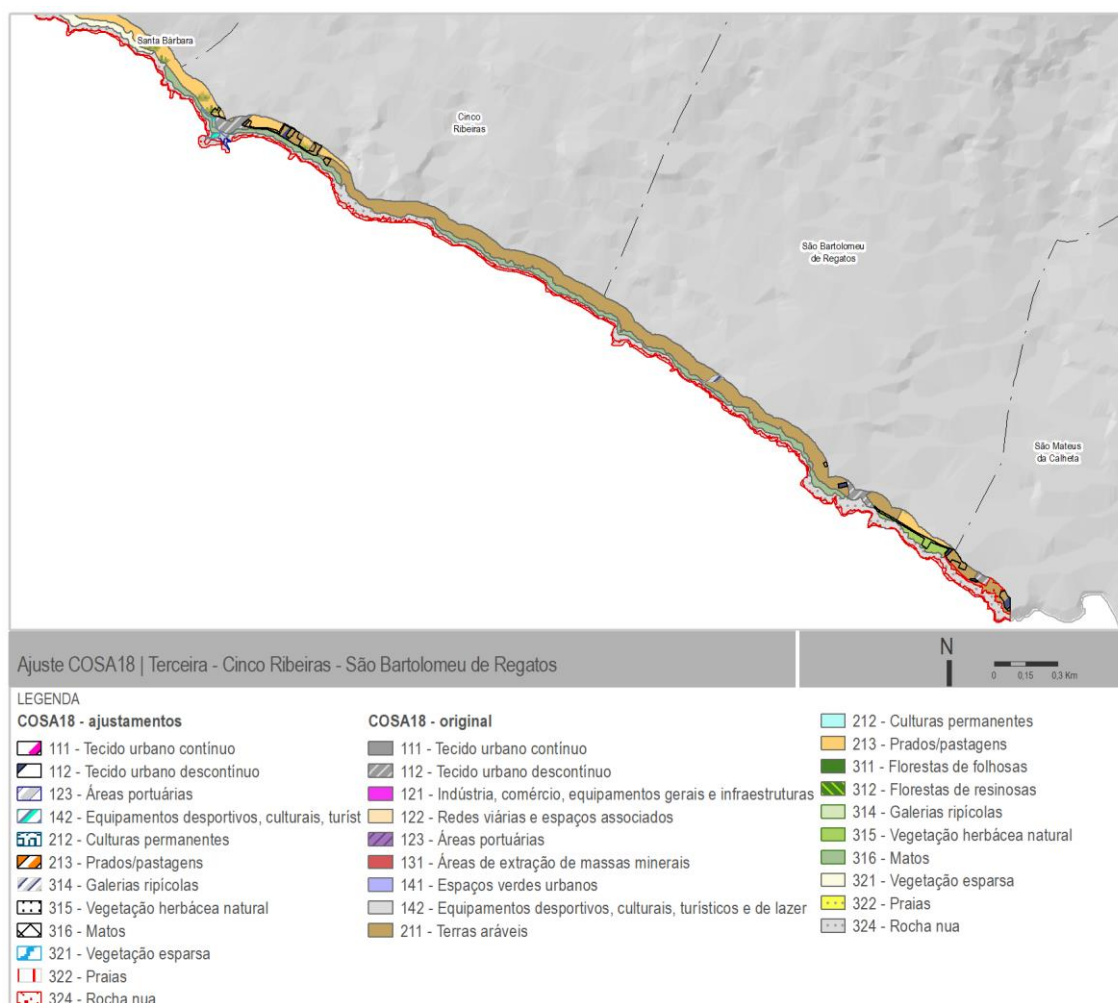 Santa Bárbara
Cinco
Ribeiras
São Bartolomeu
de Regatos
São Mateus
da Calheta
Ajuste COSA18 | Terceira - Cinco Ribeiras - São Bartolomeu de Regatos
N
0 0,15 0,3 Km
LEGENDA
COSA18 - ajustamentos
111 - Tecido urbano contínuo
112 - Tecido urbano descontínuo
123 - Áreas portuárias
142 - Equipamentos desportivos, culturais, turíst
212 - Culturas permanentes
213 - Prados/pastagens
314 - Galerias ripícolas
315 - Vegetação herbácea natural
316 - Matos
321 - Vegetação esparsa
322 - Praias
324 - Rocha nua
COSA18 - original
111 - Tecido urbano contínuo
112 - Tecido urbano descontínuo
121 - Indústria, comércio, equipamentos gerais e infraestruturas
122 - Redes viárias e espaços associados
123 - Áreas portuárias
131 - Áreas de extração de massas minerais
141 - Espaços verdes urbanos
142 - Equipamentos desportivos, culturais, turísticos e de lazer
211 - Terras aráveis
212 - Culturas permanentes
213 - Prados/pastagens
311 - Florestas de folhosas
312 - Florestas de resinosas
314 - Galerias ripícolas
315 - Vegetação herbácea natural
316 - Matos
321 - Vegetação esparsa
322 - Praias
324 - Rocha nua